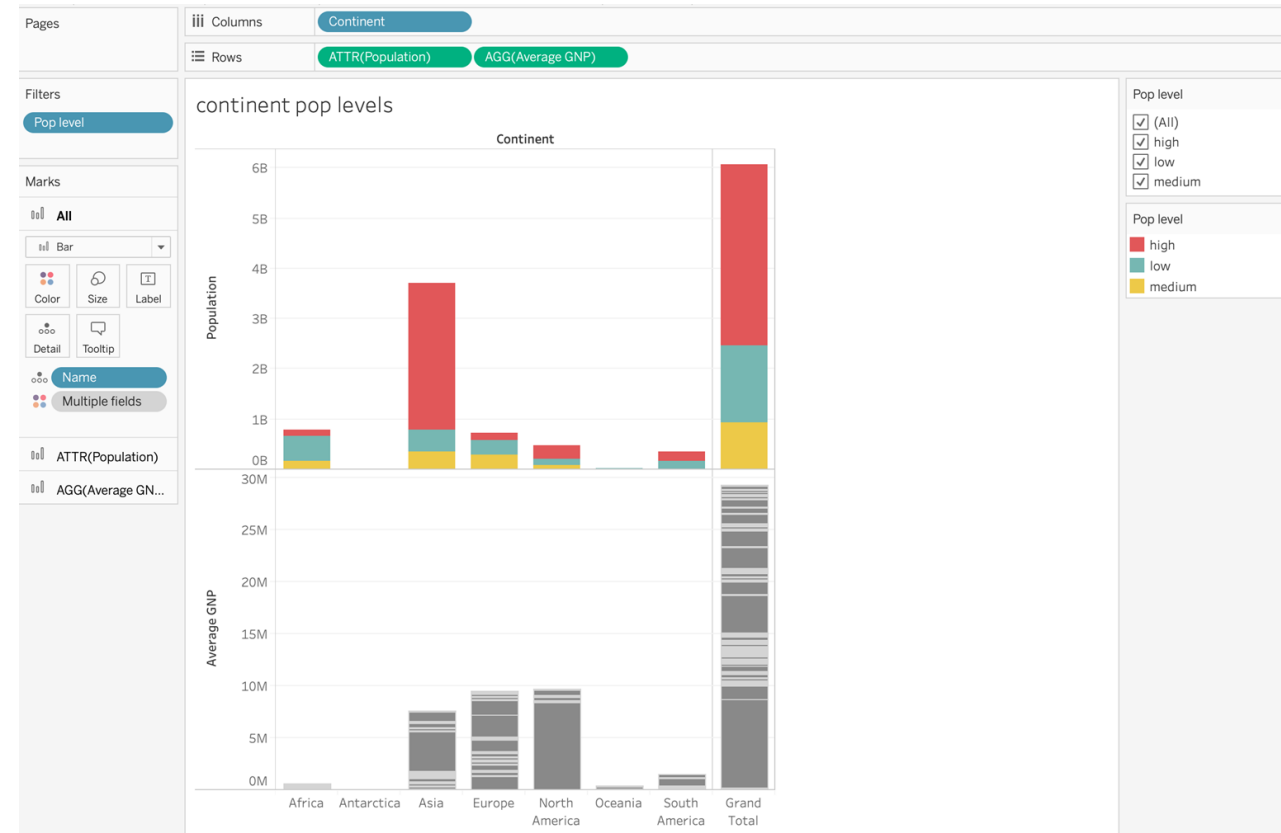 Pages
Columns
Continent
Rows
ATTR(Population)
AGG(Average GNP)
Filters
Pop level
Marks
All
Bar
Color
Size
T
Label
Detail
Tooltip
Name
Multiple fields
ATTR(Population)
AGG(Average GN...
continent pop levels
Continent
Population
6B
5B
4B
3B
2B
1B
0B
Average GNP
30M
25M
20M
15M
10M
5M
0M
Africa
Antarctica
Asia
Europe
North
America
Oceania
South
America
Grand
Total
Pop level
(All)
high
low
medium
Pop level
high
low
medium